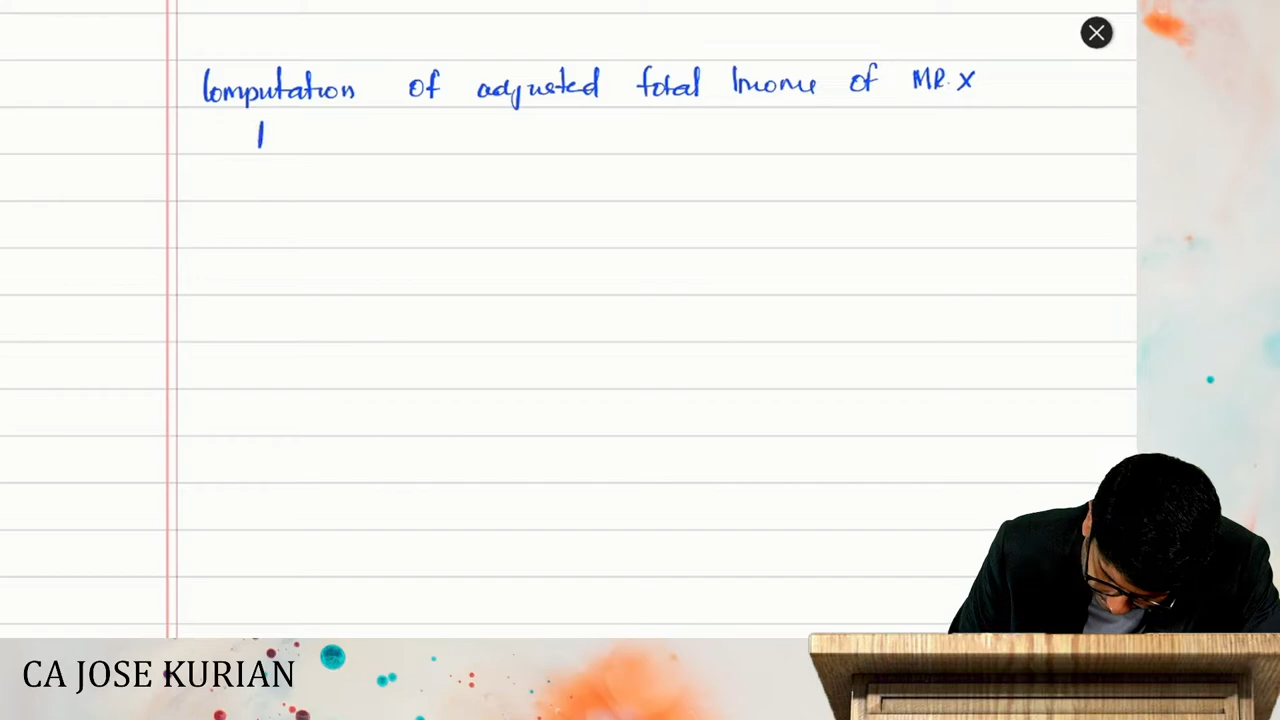 Computation of adjusted total Income of MR. X
CA JOSE KURIAN